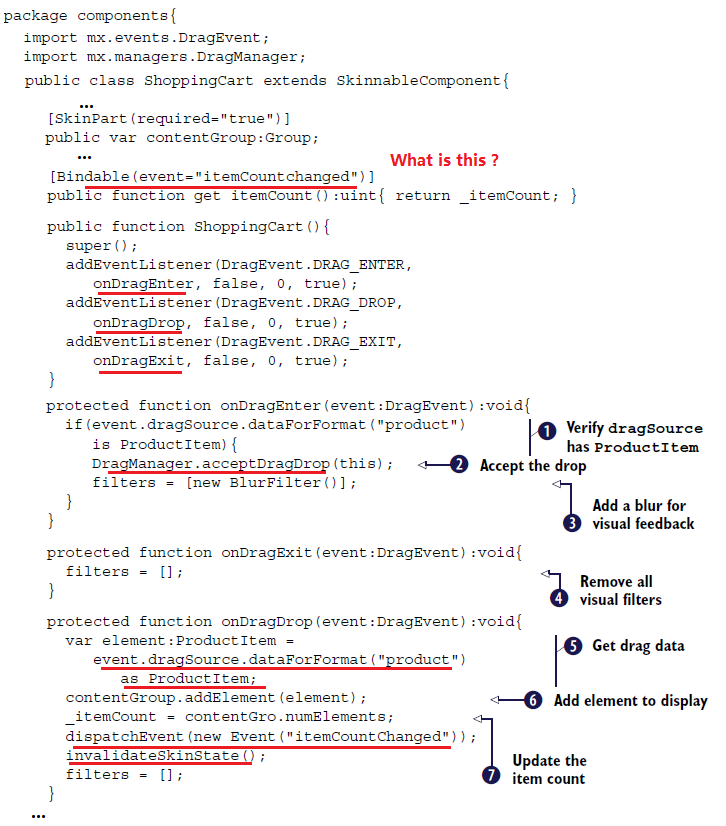 package components{
import mx.events.DragEvent;
import mx.managers.DragManager;
public class ShoppingCart extends SkinnableComponent{
...
[SkinPart(required="true")]
public var contentGroup:Group;
...
What is this ?
[Bindable(event="itemCountchanged")]
public function get itemCount():uint{ return _itemCount; }
public function ShoppingCart(){
super();
addEventListener(DragEvent.DRAG_ENTER,
onDragEnter, false, 0, true);
addEventListener(DragEvent.DRAG_DROP,
onDragDrop, false, 0, true);
addEventListener(DragEvent.DRAG_EXIT,
onDragExit, false, 0, true);
}
protected function onDragEnter(event:DragEvent):void{
if(event.dragSource.dataForFormat("product")
is ProductItem){
1 Verify dragSource
has ProductItem
DragManager.acceptDragDrop(this);
2 Accept the drop
filters = [new BlurFilter()];
}
}
3 Add a blur for
visual feedback
protected function onDragExit(event:DragEvent):void{
filters = [];
}
4 Remove all
visual filters
protected function onDragDrop(event:DragEvent):void{
var element:ProductItem =
event.dragSource.dataForFormat("product")
as ProductItem;
5 Get drag data
contentGroup.addElement(element);
6 Add element to display
_itemCount = contentGro.numElements;
dispatchEvent(new Event("itemCountChanged"));
invalidateSkinState();
filters = [];
7 Update the
item count
}
...